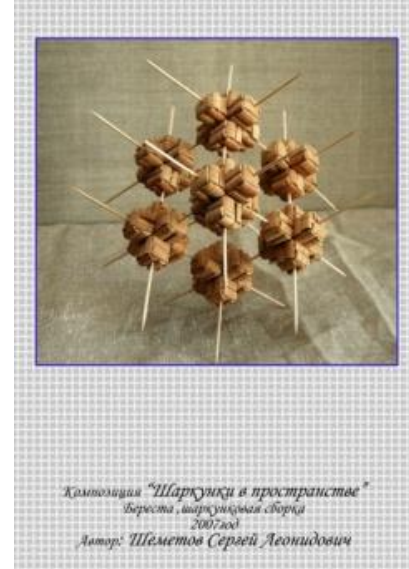 Композиция "Шаркунки в пространстве"
Береста ,шаркунковая сборка
2007год
Автор: Шеметов Сергей Леонидович